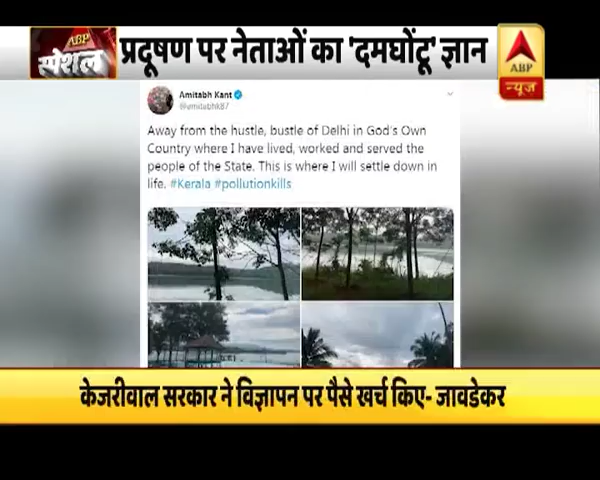 ABP
स्पेशल
प्रदूषण पर नेताओं का 'दमघोंटू' ज्ञान
ABP
न्यूज़
Amitabh Kant
@amitabhk87
Away from the hustle, bustle of Delhi in God's Own
Country where I have lived, worked and served the
people of the State. This is where I will settle down in
life. #Kerala #pollutionkills
केजरीवाल सरकार ने विज्ञापन पर पैसे खर्च किए- जावडेकर